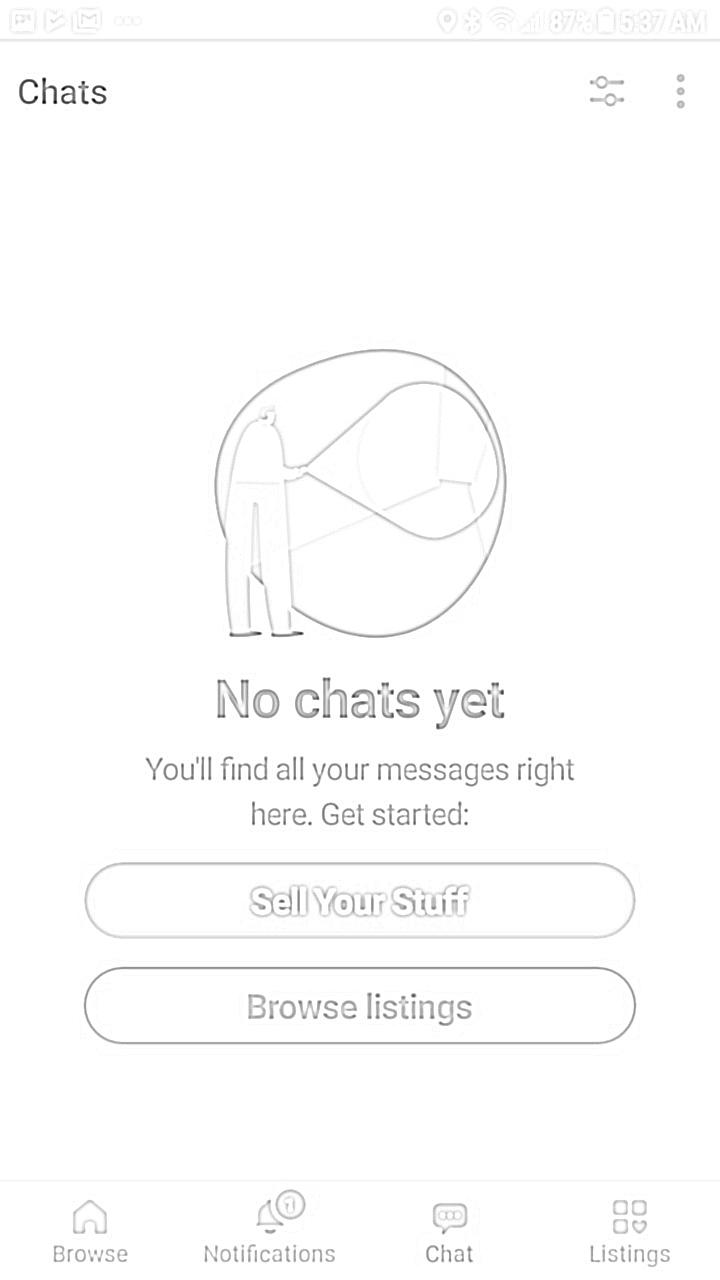 87% 5:37 AM
Chats
No chats yet
You'll find all your messages right
here. Get started:
Sell Your Stuff
Browse listings
1
Browse Notifications Chat Listings